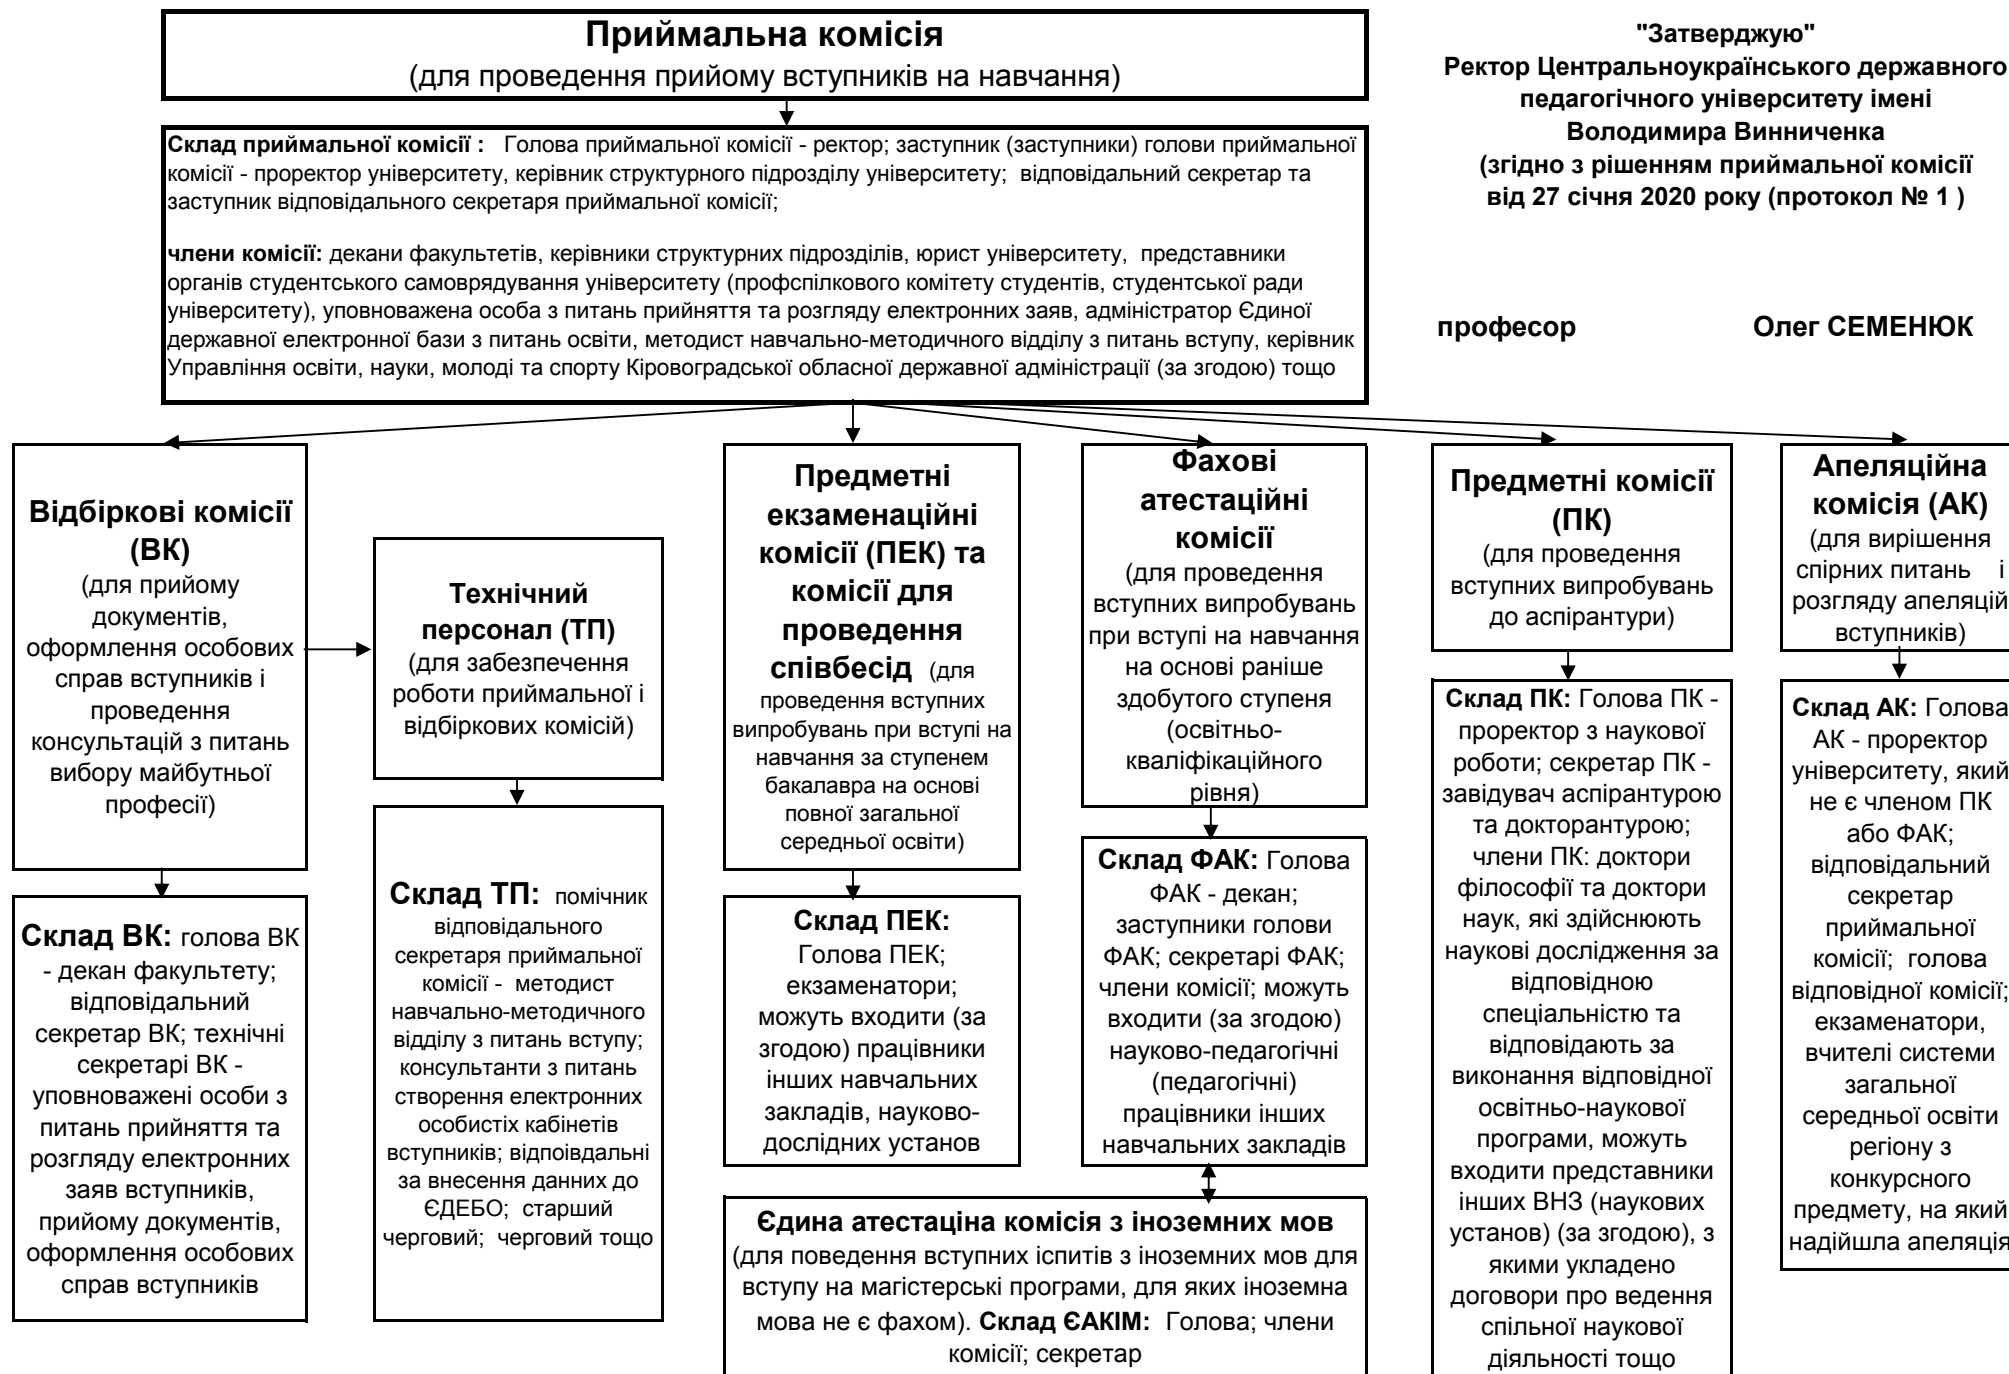 Приймальна комісія
(для проведення прийому вступників на навчання)
"Затверджую"
Ректор Центральноукраїнського державного
педагогічного університету імені
Володимира Винниченка
(згідно з рішенням приймальної комісії
від 27 січня 2020 року (протокол № 1 )
професор Олег СЕМЕНЮК
Склад приймальної комісії : Голова приймальної комісії - ректор; заступник (заступники) голови приймальної
комісії - проректор університету, керівник структурного підрозділу університету; відповідальний секретар та
заступник відповідального секретаря приймальної комісії;
члени комісії: декани факультетів, керівники структурних підрозділів, юрист університету, представники
органів студентського самоврядування університету (профспілкового комітету студентів, студентської ради
університету), уповноважена особа з питань прийняття та розгляду електронних заяв, адміністратор Єдиної
державної електронної бази з питань освіти, методист навчально-методичного відділу з питань вступу, керівник
Управління освіти, науки, молоді та спорту Кіровоградської обласної державної адміністрації (за згодою) тощо
Відбіркові комісії
(ВК)
(для прийому
документів,
оформлення особових
справ вступників і
проведення
консультацій з питань
вибору майбутньої
професії)
Склад ВК: голова ВК
- декан факультету;
відповідальний
секретар ВК; технічні
секретарі ВК -
уповноважені особи з
питань прийняття та
розгляду електронних
заяв вступників,
прийому документів,
оформлення особових
справ вступників
Технічний
персонал (ТП)
(для забезпечення
роботи приймальної і
відбіркових комісій)
Склад ТП: помічник
відповідального
секретаря приймальної
комісії - методист
навчально-методичного
відділу з питань вступу;
консультанти з питань
створення електронних
особистіх кабінетів
вступників; відпоівдальні
за внесення данних до
ЄДЕБО; старший
черговий; черговий тощо
Предметні
екзаменаційні
комісії (ПЕК) та
комісії для
проведення
співбесід (для
проведення вступних
випробувань при вступі на
навчання за ступенем
бакалавра на основі
повної загальної
середньої освіти)
Склад ПЕК:
Голова ПЕК;
екзаменатори;
можуть входити (за
згодою) працівники
інших навчальних
закладів, науково-
дослідних установ
Фахові
атестаційні
комісії
(для проведення
вступних випробувань
при вступі на навчання
на основі раніше
здобутого ступеня
(освітньо-
кваліфікаційного
рівня)
Склад ФАК: Голова
ФАК - декан;
заступники голови
ФАК; секретарі ФАК;
члени комісії; можуть
входити (за згодою)
науково-педагогічні
(педагогічні)
працівники інших
навчальних закладів
Єдина атестаціна комісія з іноземних мов
(для поведення вступних іспитів з іноземних мов для
вступу на магістерські програми, для яких іноземна
мова не є фахом). Склад ЄАКІМ: Голова; члени
комісії; секретар
Предметні комісії
(ПК)
(для проведення
вступних випробувань
до аспірантури)
Склад ПК: Голова ПК -
проректор з наукової
роботи; секретар ПК -
завідувач аспірантурою
та докторантурою;
члени ПК: доктори
філософії та доктори
наук, які здійснюють
наукові дослідження за
відповідною
спеціальністю та
відповідають за
виконання відповідної
освітньо-наукової
програми, можуть
входити представники
інших ВНЗ (наукових
установ) (за згодою), з
якими укладено
договори про ведення
спільної наукової
діяльності тощо
Апеляційна
комісія (АК)
(для вирішення
спірних питань і
розгляду апеляцій
вступників)
Склад АК: Голова
АК - проректор
університету, який
не є членом ПК
або ФАК;
відповідальний
секретар
приймальної
комісії; голова
відповідної комісії;
екзаменатори,
вчителі системи
загальної
середньої освіти
регіону з
конкурсного
предмету, на який
надійшла апеляція